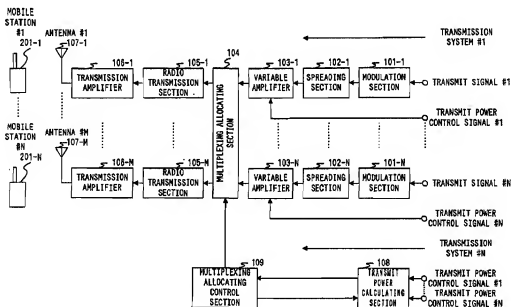 MOBILE
STATION
#1
201-1
ANTENNA #1
107-1
106-1
TRANSMISSION
AMPLIFIER
105-1
RADIO
TRANSMISSION
SECTION
104
MULTIPLEXING ALLOCATING
SECTION
103-1
VARIABLE
AMPLIFIER
102-1
SPREADING
SECTION
101-1
MODULATION
SECTION
TRANSMISSION
SYSTEM #1
TRANSMIT SIGNAL #1
TRANSMIT POWER
CONTROL SIGNAL #1
MOBILE
STATION
#N
201-N
ANTENNA #M
107-M
106-M
TRANSMISSION
AMPLIFIER
105-M
RADIO
TRANSMISSION
SECTION
103-N
VARIABLE
AMPLIFIER
102-N
SPREADING
SECTION
101-N
MODULATION
SECTION
TRANSMIT SIGNAL #N
TRANSMIT POWER
CONTROL SIGNAL #N
TRANSMISSION
SYSTEM #N
109
MULTIPLEXING
ALLOCATING
CONTROL
SECTION
108
TRANSMIT
POWER
CALCULATING
SECTION
TRANSMIT POWER
CONTROL SIGNAL #1
TRANSMIT POWER
CONTROL SIGNAL #N